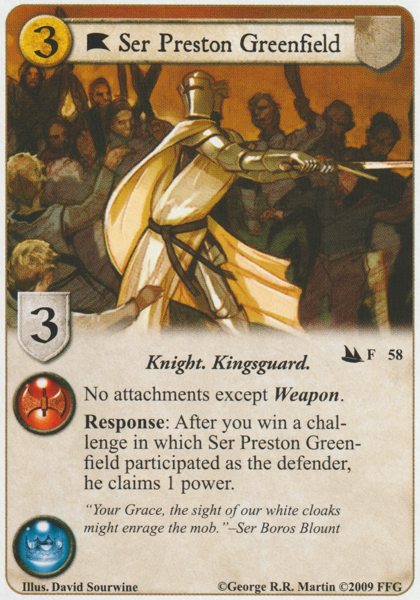 3
Ser Preston Greenfield
3
Knight. Kingsguard.
F 58
No attachments except Weapon.
Response: After you win a chal-
lenge in which Ser Preston Green-
field participated as the defender,
he claims 1 power.
"Your Grace, the sight of our white cloaks
might enrage the mob."–Ser Boros Blount
Illus. David Sourwine
©George R.R. Martin ©2009 FFG